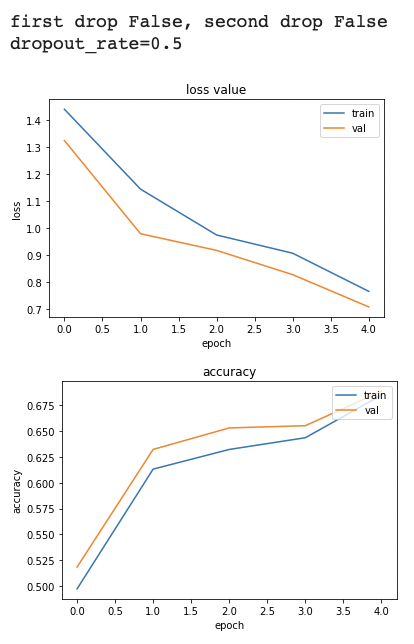 first drop False, second drop False
dropout_rate=0.5
loss value
train
val
1.4
1.3
1.2
1.1
1.0
0.9
0.8
0.7
loss
0.0 0.5 1.0 1.5 2.0 2.5 3.0 3.5 4.0
epoch
accuracy
train
val
0.675
0.650
0.625
0.600
0.575
0.550
0.525
0.500
accuracy
0.0 0.5 1.0 1.5 2.0 2.5 3.0 3.5 4.0
epoch